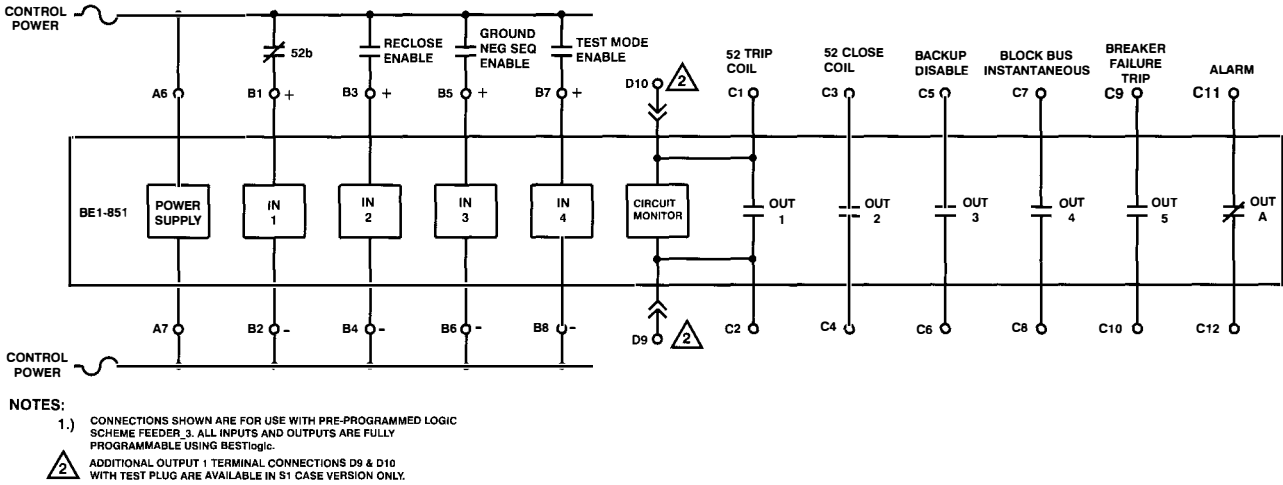 CONTROL
POWER
52b
RECLOSE
ENABLE
GROUND
NEG SEQ
ENABLE
TEST MODE
ENABLE
52 TRIP
COIL
52 CLOSE
COIL
BACKUP
DISABLE
BLOCK BUS
INSTANTANEOUS
BREAKER
FAILURE
TRIP
ALARM
A6
B1 +
B3 +
B5 +
B7 +
D10
2
C1
C3
C5
C7
C9
C11
BE1-851
POWER
SUPPLY
IN
1
IN
2
IN
3
IN
4
CIRCUIT
MONITOR
OUT
1
OUT
2
OUT
3
OUT
4
OUT
5
OUT
A
A7
B2 -
B4 -
B6 -
B8 -
D9
2
C2
C4
C6
C8
C10
C12
CONTROL
POWER
NOTES:
1.) CONNECTIONS SHOWN ARE FOR USE WITH PRE-PROGRAMMED LOGIC
SCHEME FEEDER_3. ALL INPUTS AND OUTPUTS ARE FULLY
PROGRAMMABLE USING BESTlogic.
2 ADDITIONAL OUTPUT 1 TERMINAL CONNECTIONS D9 & D10
WITH TEST PLUG ARE AVAILABLE IN S1 CASE VERSION ONLY.